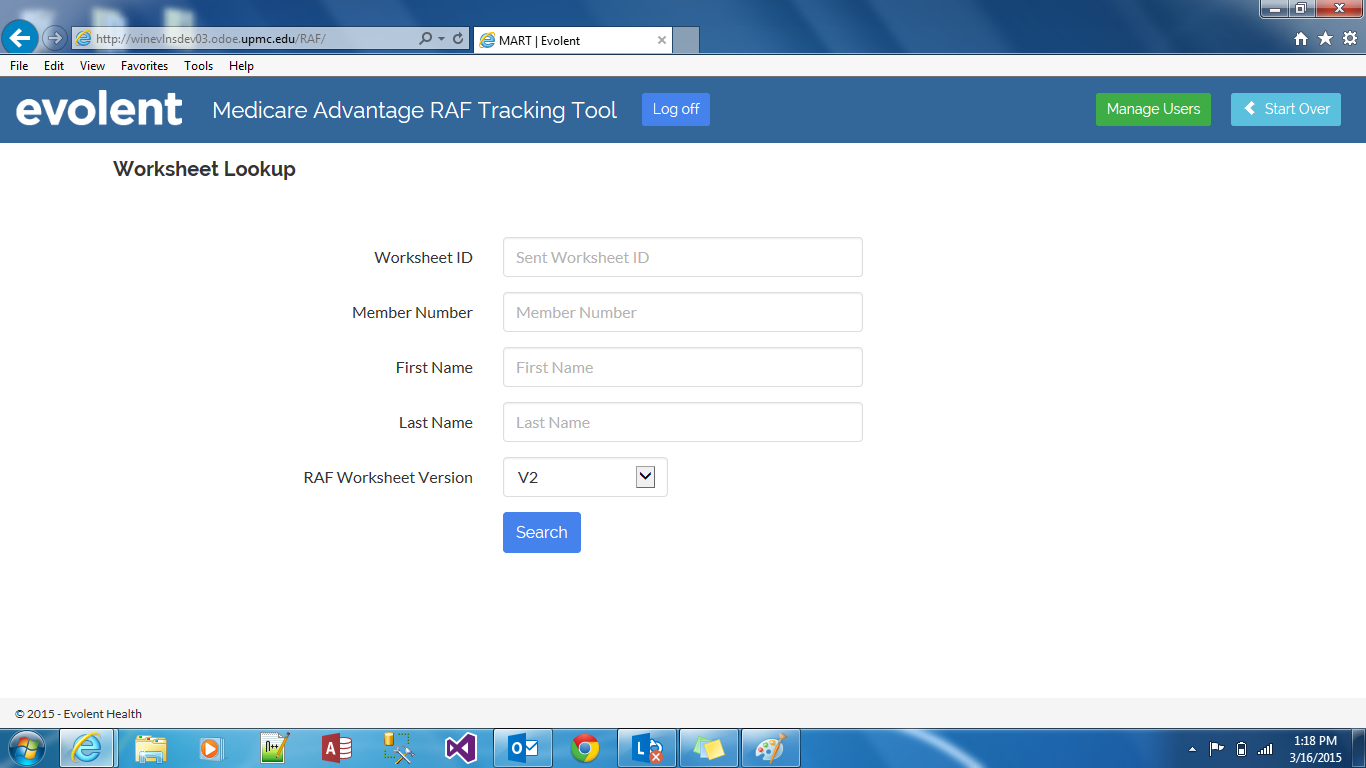 http://winevlnsdev03.odoe.upmc.edu/RAF/
MART | Evolent
File Edit View Favorites Tools Help
evolent Medicare Advantage RAF Tracking Tool Log off Manage Users Start Over
Worksheet Lookup
Worksheet ID Sent Worksheet ID
Member Number Member Number
First Name First Name
Last Name Last Name
RAF Worksheet Version V2
Search
© 2015 - Evolent Health
1:18 PM
3/16/2015